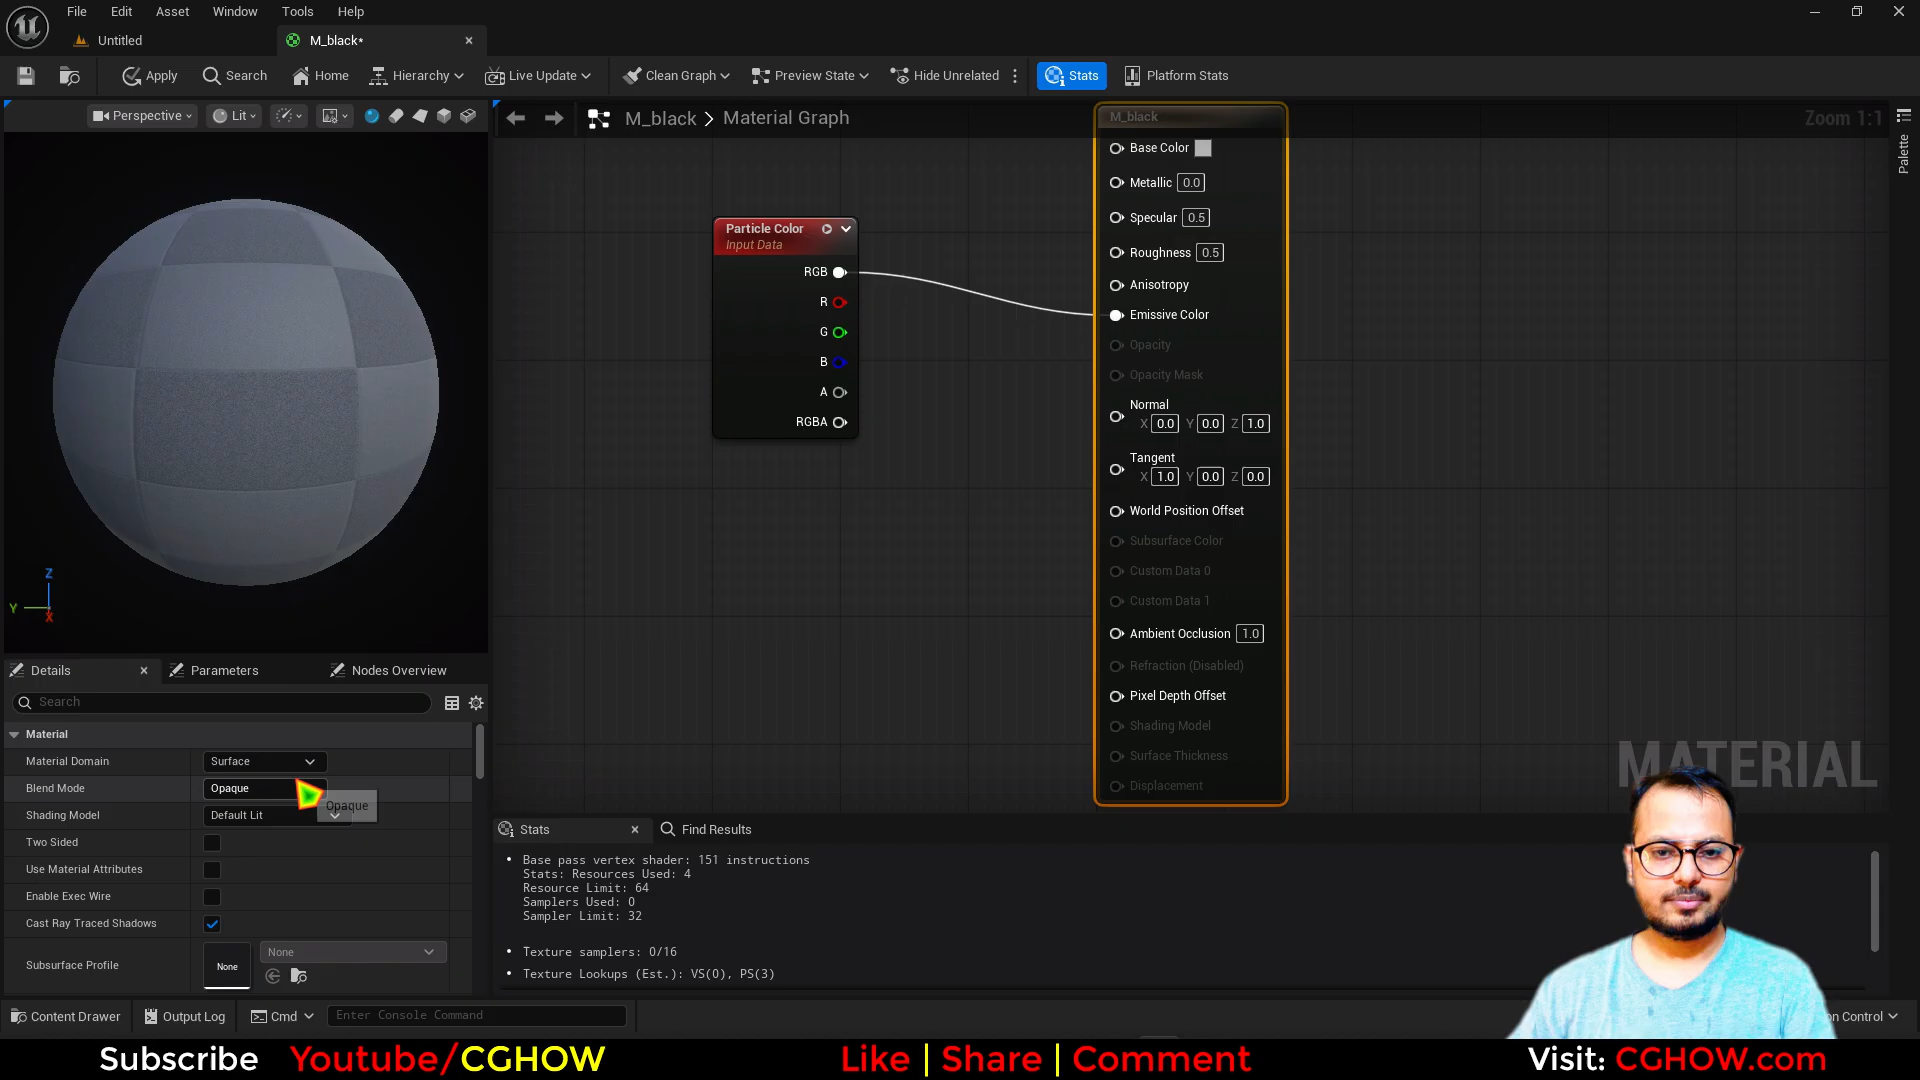 File Edit Asset Window Tools Help
Untitled M_black*
Apply Search Home Hierarchy Live Update Clean Graph Preview State Hide Unrelated Stats Platform Stats
Perspective Lit
M_black > Material Graph
Zoom 1:1
Palette
Particle Color
Input Data
RGB
R
G
B
A
RGBA
M_black
Base Color
Metallic 0.0
Specular 0.5
Roughness 0.5
Anisotropy
Emissive Color
Opacity
Opacity Mask
Normal
X 0.0 Y 0.0 Z 1.0
Tangent
X 1.0 Y 0.0 Z 0.0
World Position Offset
Subsurface Color
Custom Data 0
Custom Data 1
Ambient Occlusion 1.0
Refraction (Disabled)
Pixel Depth Offset
Shading Model
Surface Thickness
Displacement
MATERIAL
Z
Y
X
Details Parameters Nodes Overview
Search
Material
Material Domain Surface
Blend Mode Opaque
Opaque
Shading Model Default Lit
Two Sided
Use Material Attributes
Enable Exec Wire
Cast Ray Traced Shadows
Subsurface Profile None None
Stats Find Results
• Base pass vertex shader: 151 instructions
Stats: Resources Used: 4
Resource Limit: 64
Samplers Used: 0
Sampler Limit: 32
• Texture samplers: 0/16
• Texture Lookups (Est.): VS(0), PS(3)
Content Drawer Output Log Cmd Enter Console Command
on Control
Subscribe Youtube/CGHOW Like | Share | Comment Visit: CGHOW.com